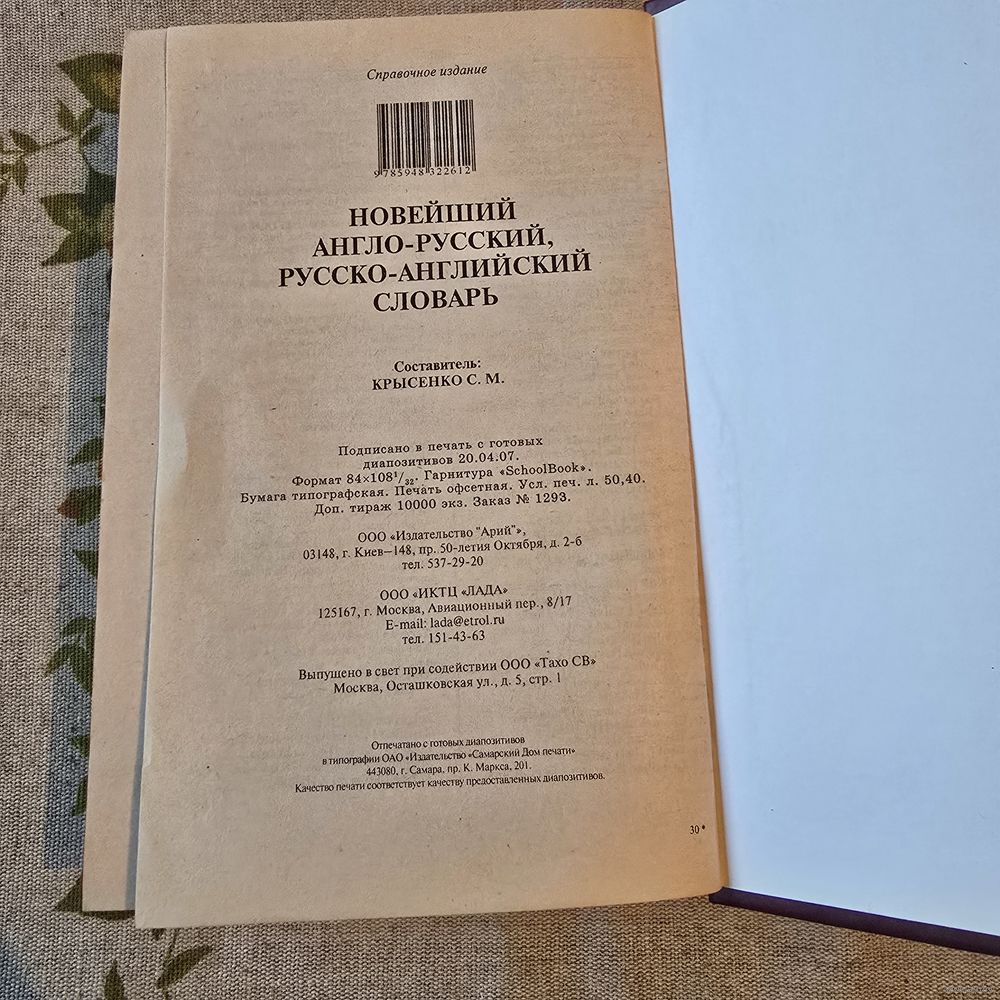 Справочное издание
9 785948 322612
НОВЕЙШИЙ
АНГЛО-РУССКИЙ,
РУССКО-АНГЛИЙСКИЙ
СЛОВАРЬ
Составитель:
КРЫСЕНКО С. М.
Подписано в печать с готовых
диапозитивов 20.04.07.
Формат 84×108¹/₃₂. Гарнитура «SchoolBook».
Бумага типографская. Печать офсетная. Усл. печ. л. 50,40.
Доп. тираж 10000 экз. Заказ № 1293.
ООО «Издательство "Арий"»,
03148, г. Киев—148, пр. 50-летия Октября, д. 2-б
тел. 537-29-20
ООО «ИКТЦ «ЛАДА»
125167, г. Москва, Авиационный пер., 8/17
E-mail: lada@etrol.ru
тел. 151-43-63
Выпущено в свет при содействии ООО «Тахо СВ»
Москва, Осташковская ул., д. 5, стр. 1
Отпечатано с готовых диапозитивов
в типографии ОАО «Издательство «Самарский Дом печати»
443080, г. Самара, пр. К. Маркса, 201.
Качество печати соответствует качеству предоставленных диапозитивов.
30*